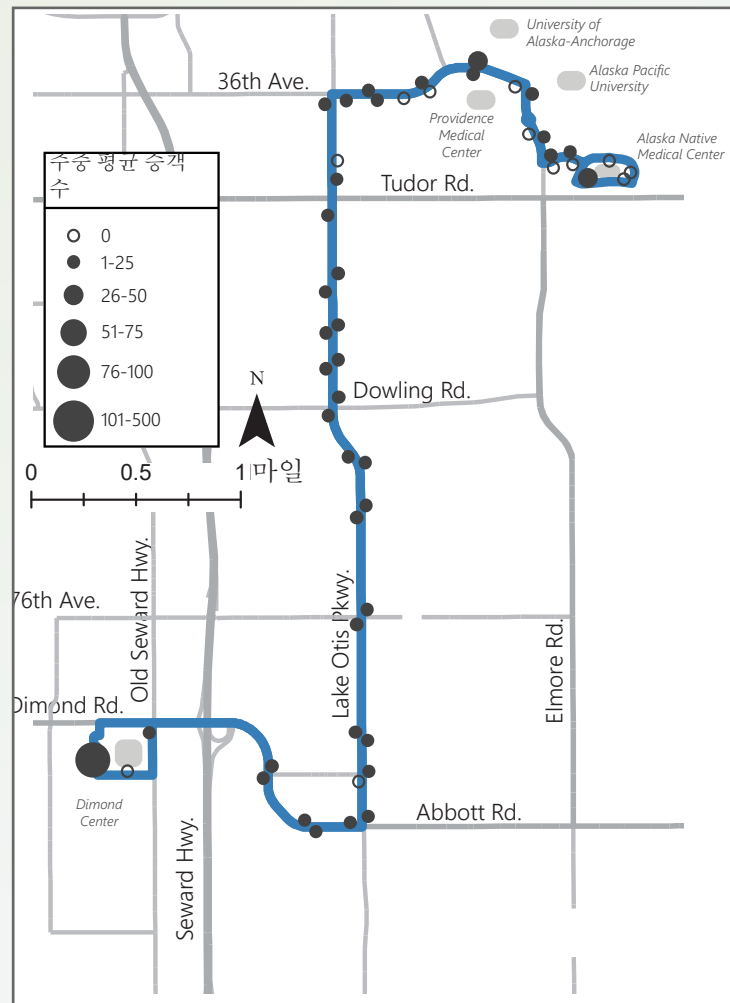 University of
Alaska-Anchorage
36th Ave.
Alaska Pacific
University
Providence
Medical
Center
Alaska Native
Medical Center
주중 평균 승객
수
Tudor Rd.
0
1-25
26-50
51-75
76-100
101-500
N
Dowling Rd.
0
0.5
1 마일
Old Seward Hwy.
76th Ave.
Lake Otis Pkwy.
Elmore Rd.
Dimond Rd.
Dimond
Center
Seward Hwy.
Abbott Rd.